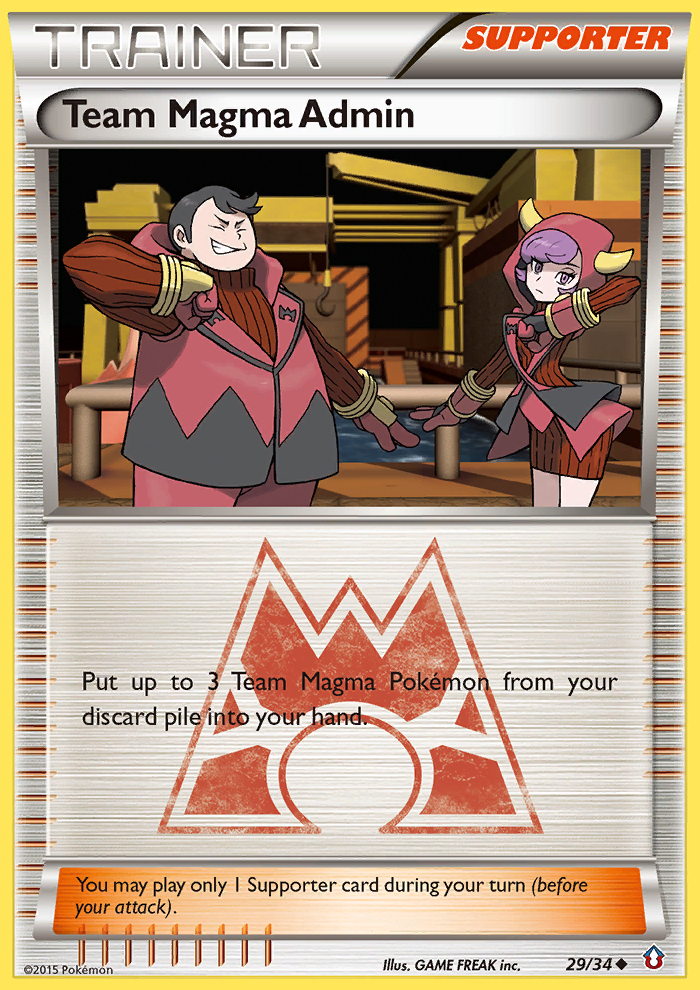 TRAINER
SUPPORTER
Team Magma Admin
Put up to 3 Team Magma Pokémon from your
discard pile into your hand.
You may play only 1 Supporter card during your turn (before
your attack).
©2015 Pokémon
Illus. GAME FREAK inc.
29/34